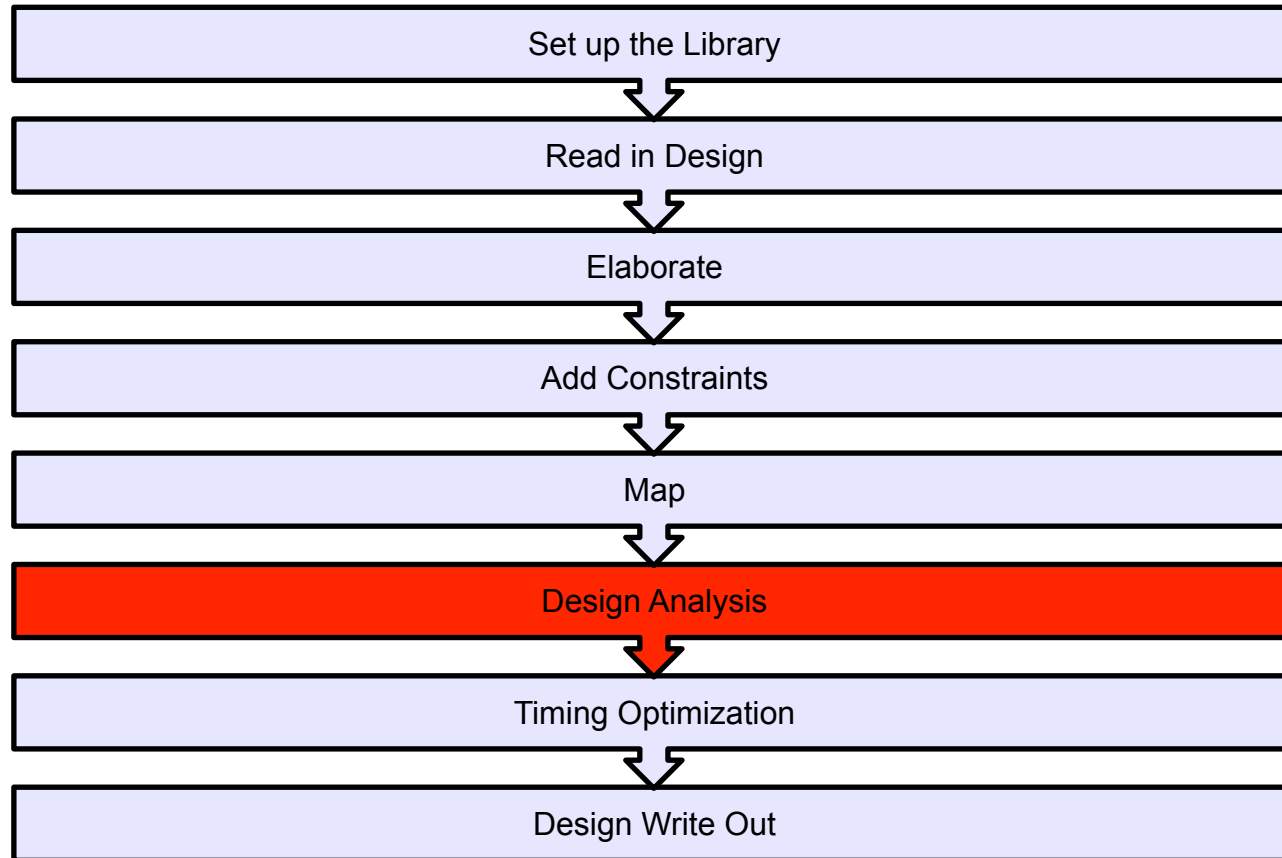 Set up the Library
Read in Design
Elaborate
Add Constraints
Map
Design Analysis
Timing Optimization
Design Write Out